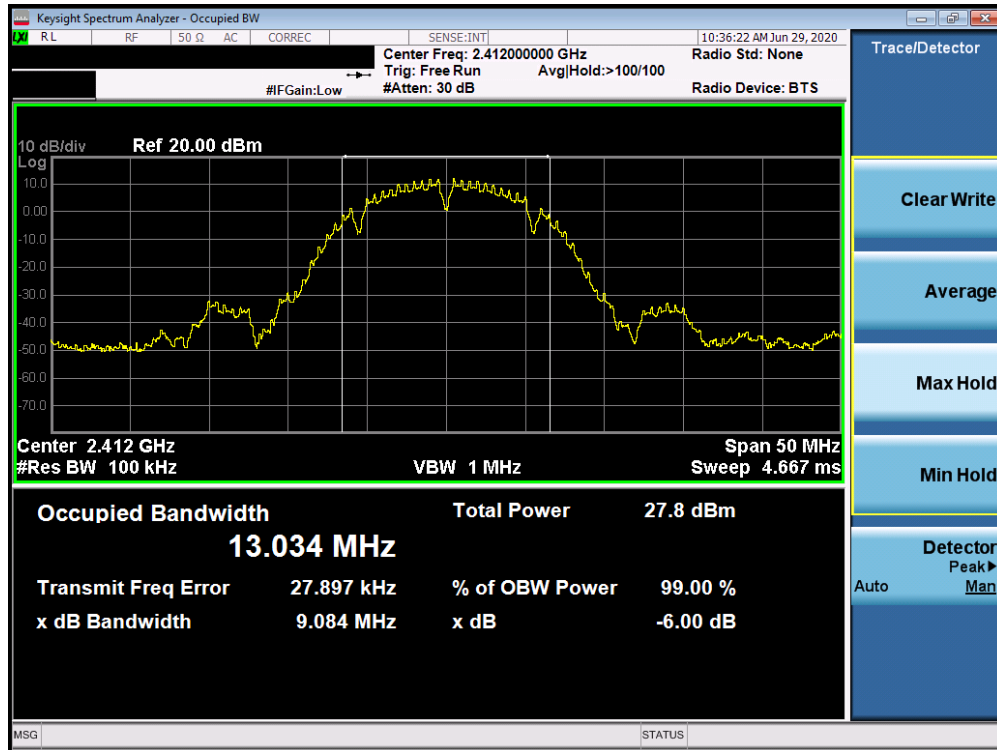 Keysight Spectrum Analyzer - Occupied BW
LXI RL RF 50 Ω AC CORREC SENSE:INT 10:36:22 AM Jun 29, 2020
Center Freq: 2.412000000 GHz Radio Std: None
Trig: Free Run Avg|Hold:>100/100
#IFGain:Low #Atten: 30 dB Radio Device: BTS
10 dB/div Ref 20.00 dBm
Log
10.0
0.00
-10.0
-20.0
-30.0
-40.0
-50.0
-60.0
-70.0
Center 2.412 GHz Span 50 MHz
#Res BW 100 kHz VBW 1 MHz Sweep 4.667 ms
Occupied Bandwidth Total Power 27.8 dBm
13.034 MHz
Transmit Freq Error 27.897 kHz % of OBW Power 99.00 %
x dB Bandwidth 9.084 MHz x dB -6.00 dB
MSG STATUS
Trace/Detector
Clear Write
Average
Max Hold
Min Hold
Detector
Peak▶
Auto Man